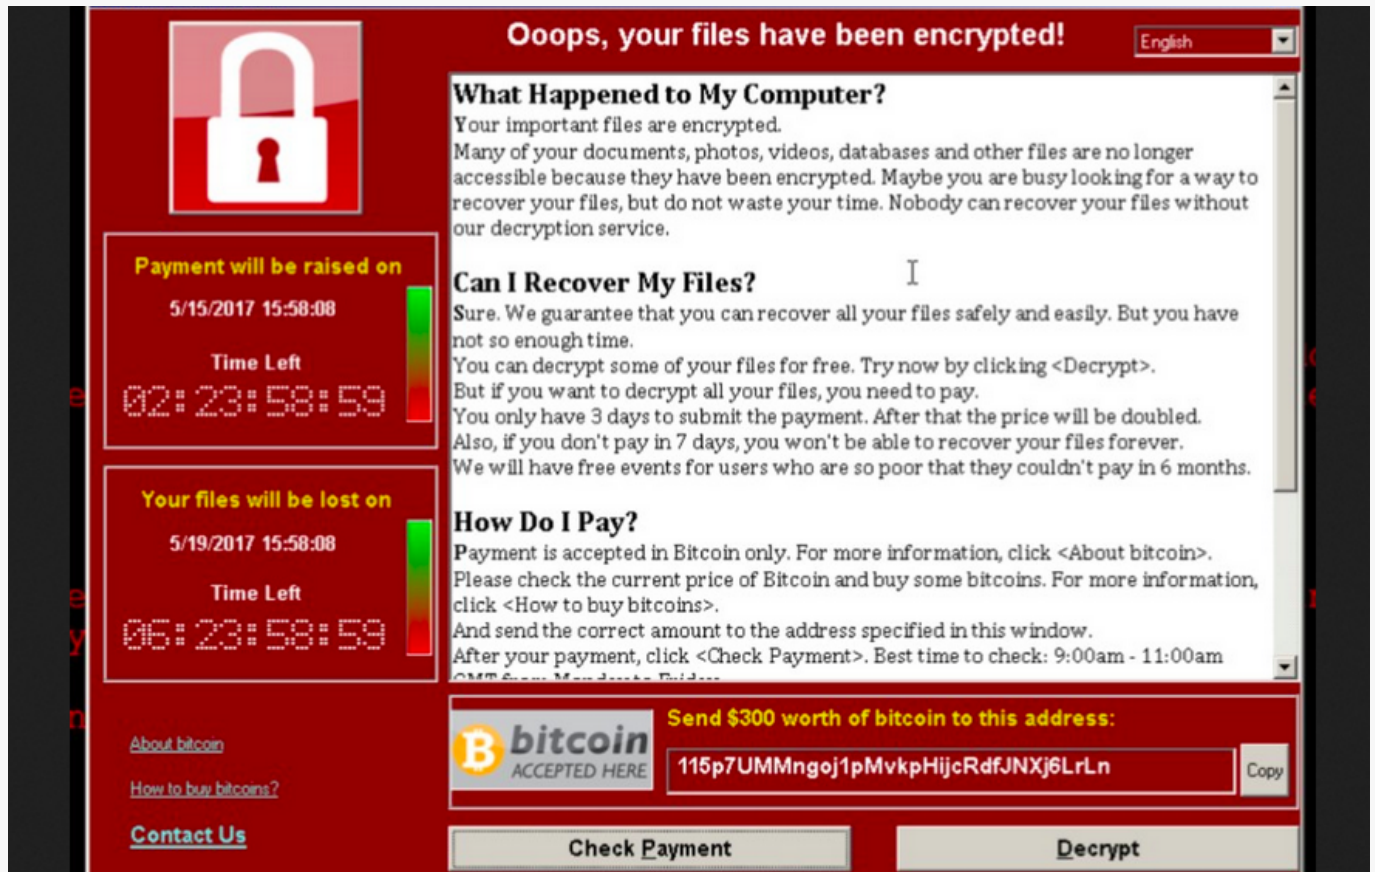 Ooops, your files have been encrypted!
English
What Happened to My Computer?
Your important files are encrypted.
Many of your documents, photos, videos, databases and other files are no longer
accessible because they have been encrypted. Maybe you are busy looking for a way to
recover your files, but do not waste your time. Nobody can recover your files without
our decryption service.
Can I Recover My Files?
Sure. We guarantee that you can recover all your files safely and easily. But you have
not so enough time.
You can decrypt some of your files for free. Try now by clicking <Decrypt>.
But if you want to decrypt all your files, you need to pay.
You only have 3 days to submit the payment. After that the price will be doubled.
Also, if you don't pay in 7 days, you won't be able to recover your files forever.
We will have free events for users who are so poor that they couldn't pay in 6 months.
How Do I Pay?
Payment is accepted in Bitcoin only. For more information, click <About bitcoin>.
Please check the current price of Bitcoin and buy some bitcoins. For more information,
click <How to buy bitcoins>.
And send the correct amount to the address specified in this window.
After your payment, click <Check Payment>. Best time to check: 9:00am - 11:00am
GMT from Monday to Friday.
Payment will be raised on
5/15/2017 15:58:08
Time Left
02:23:58:59
Your files will be lost on
5/19/2017 15:58:08
Time Left
06:23:58:59
About bitcoin
How to buy bitcoins?
Contact Us
bitcoin
ACCEPTED HERE
Send $300 worth of bitcoin to this address:
115p7UMMngoj1pMvkpHijcRdfJNXj6LrLn
Copy
Check Payment
Decrypt